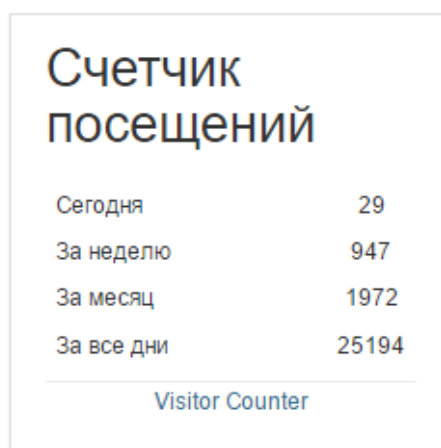 Счетчик
посещений
Сегодня 29
За неделю 947
За месяц 1972
За все дни 25194
Visitor Counter